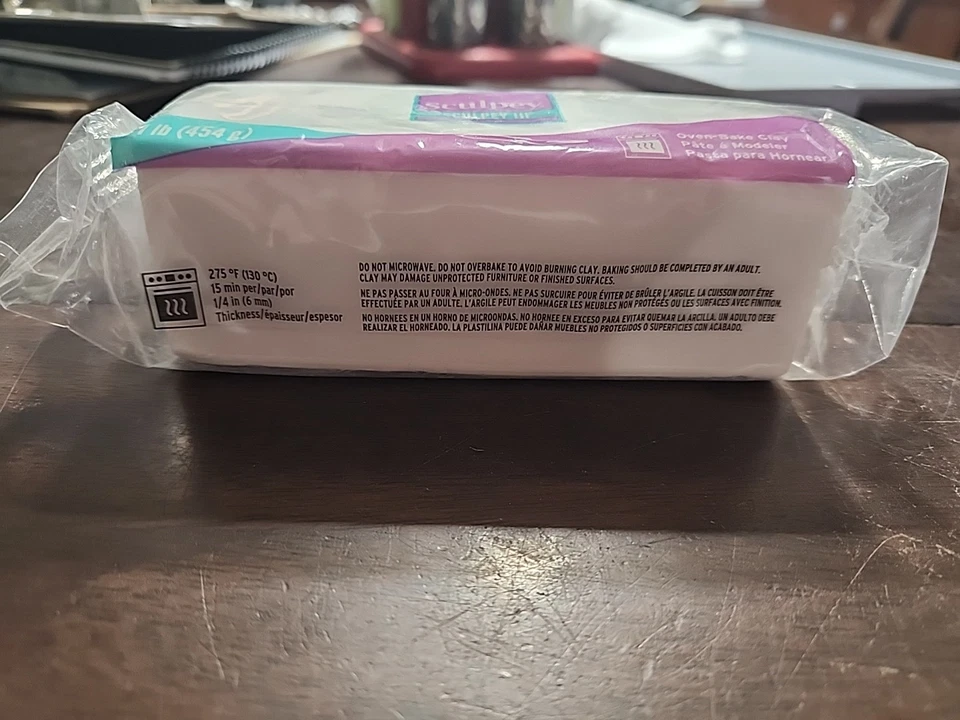 Sculpey
SCULPEY III
1 lb (454 g)
Oven-Bake Clay
Pâte à Modeler
Pasta para Hornear
275 °F (130 °C)
15 min per/par/por
1/4 in (6 mm)
Thickness/épaisseur/espesor
DO NOT MICROWAVE. DO NOT OVERBAKE TO AVOID BURNING CLAY. BAKING SHOULD BE COMPLETED BY AN ADULT.
CLAY MAY DAMAGE UNPROTECTED FURNITURE OR FINISHED SURFACES.
NE PAS PASSER AU FOUR À MICRO-ONDES. NE PAS SURCUIRE POUR ÉVITER DE BRÛLER L'ARGILE. LA CUISSON DOIT ÊTRE
EFFECTUÉE PAR UN ADULTE. L'ARGILE PEUT ENDOMMAGER LES MEUBLES NON PROTÉGÉS OU LES SURFACES AVEC FINITION.
NO HORNEES EN UN HORNO DE MICROONDAS. NO HORNEE EN EXCESO PARA EVITAR QUEMAR LA ARCILLA. UN ADULTO DEBE
REALIZAR EL HORNEADO. LA PLASTILINA PUEDE DAÑAR MUEBLES NO PROTEGIDOS O SUPERFICIES CON ACABADO.